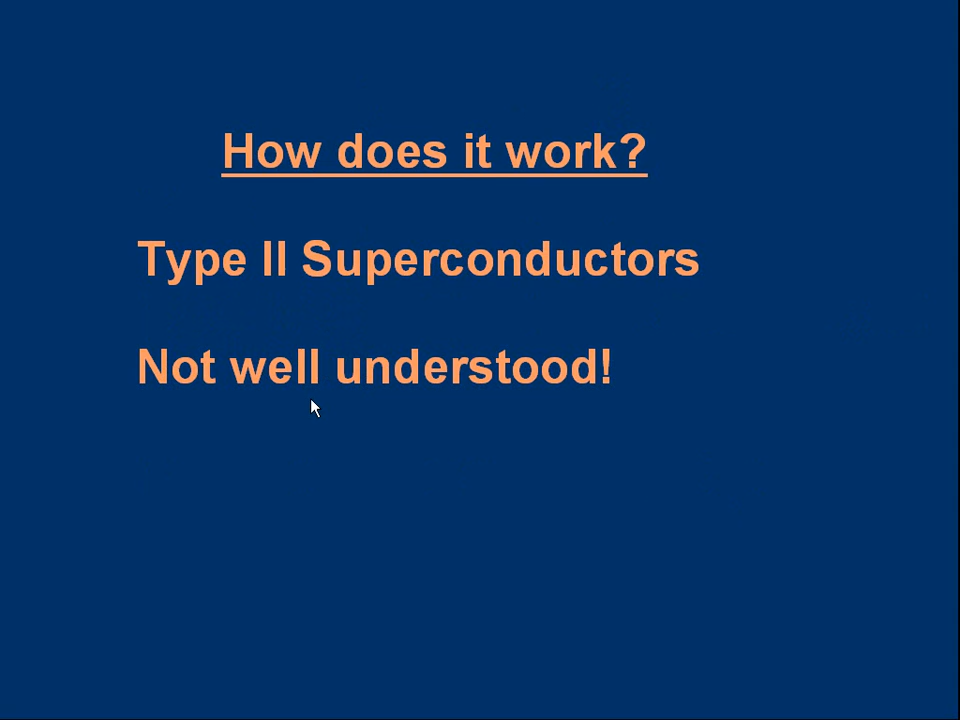 How does it work?
Type II Superconductors
Not well understood!